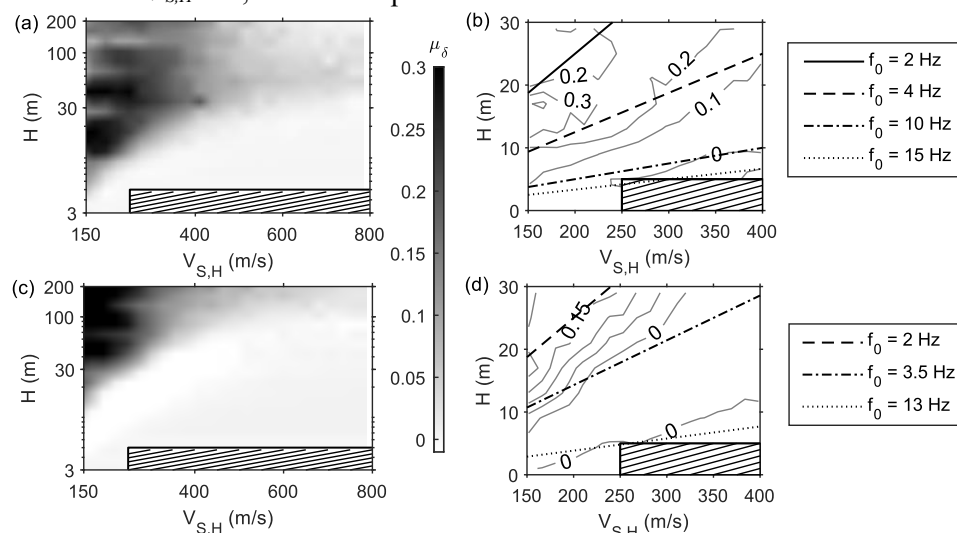 (a)
200
100
30
3
H (m)
150
400
600
800
V_{S,H} (m/s)
μ_δ
0.3
0.25
0.2
0.15
0.1
0.05
0
(b)
30
20
10
0
H (m)
0.2
0.3
0.2
0.1
0
150
200
250
300
350
400
V_{S,H} (m/s)
f_0 = 2 Hz
f_0 = 4 Hz
f_0 = 10 Hz
f_0 = 15 Hz
(c)
200
100
30
3
H (m)
150
400
600
800
V_{S,H} (m/s)
(d)
30
20
10
0
H (m)
0.15
0
0
0
150
200
250
300
350
400
V_{S,H} (m/s)
f_0 = 2 Hz
f_0 = 3.5 Hz
f_0 = 13 Hz